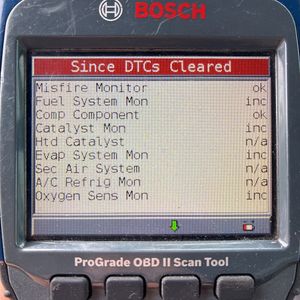 BOSCH
Since DTCs Cleared
Misfire Monitor ok
Fuel System Mon inc
Comp Component ok
Catalyst Mon inc
Htd Catalyst n/a
Evap System Mon inc
Sec Air System n/a
A/C Refrig Mon n/a
Oxygen Sens Mon inc
ProGrade OBD II Scan Tool